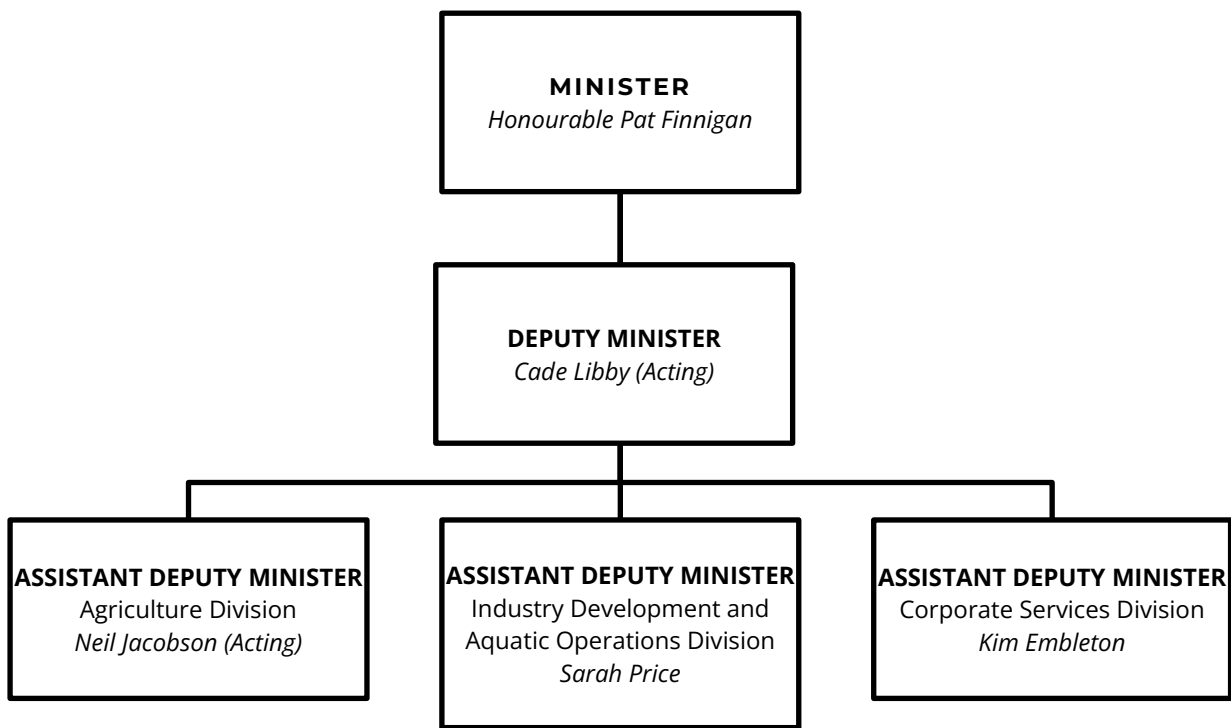 MINISTER
Honourable Pat Finnigan
DEPUTY MINISTER
Cade Libby (Acting)
ASSISTANT DEPUTY MINISTER
Agriculture Division
Neil Jacobson (Acting)
ASSISTANT DEPUTY MINISTER
Industry Development and
Aquatic Operations Division
Sarah Price
ASSISTANT DEPUTY MINISTER
Corporate Services Division
Kim Embleton